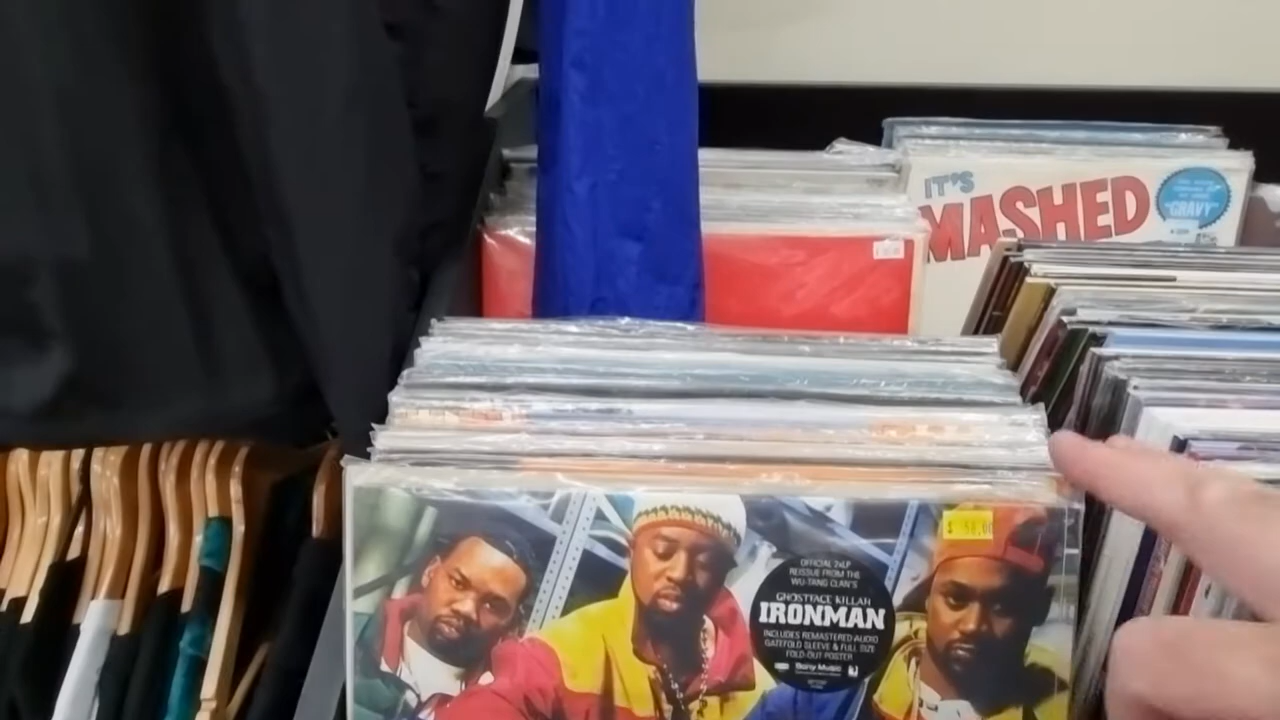 IT'S
MASHED
"GRAVY"
OFFICIAL 2xLP
REISSUE FROM THE
WU-TANG CLAN'S
GHOSTFACE KILLAH
IRONMAN
INCLUDES REMASTERED AUDIO
GATEFOLD SLEEVE & FULL SIZE
FOLD-OUT POSTER
Sony Music